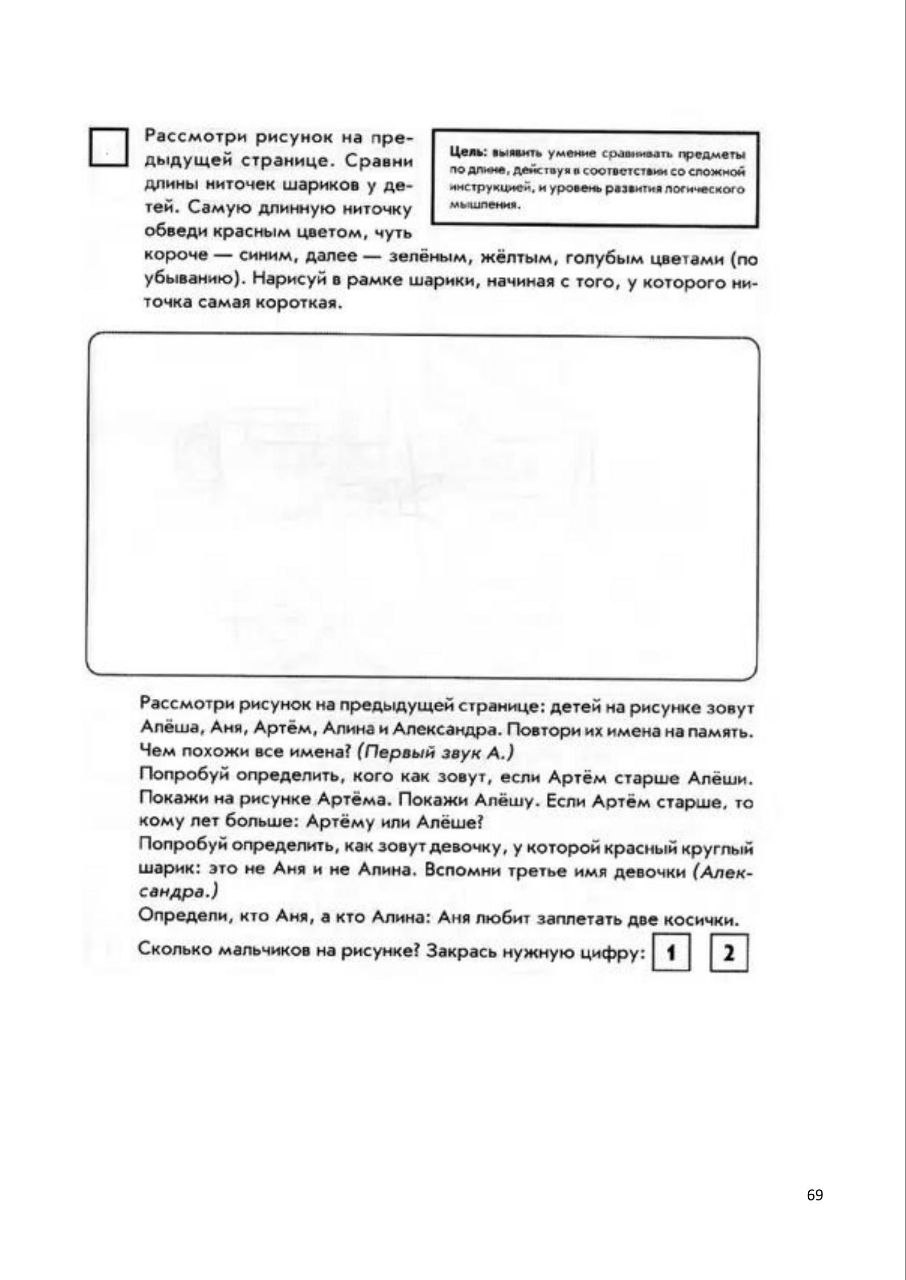 Рассмотри рисунок на пре-
дыдущей странице. Сравни
длины ниточек шариков у де-
тей. Самую длинную ниточку
обведи красным цветом, чуть
короче — синим, далее — зелёным, жёлтым, голубым цветами (по
убыванию). Нарисуй в рамке шарики, начиная с того, у которого ни-
точка самая короткая.
Цель: выявить умение сравнивать предметы
по длине, действуя в соответствии со сложной
инструкцией, и уровень развития логического
мышления.
Рассмотри рисунок на предыдущей странице: детей на рисунке зовут
Алёша, Аня, Артём, Алина и Александра. Повтори их имена на память.
Чем похожи все имена? (Первый звук А.)
Попробуй определить, кого как зовут, если Артём старше Алёши.
Покажи на рисунке Артёма. Покажи Алёшу. Если Артём старше, то
кому лет больше: Артёму или Алёше?
Попробуй определить, как зовут девочку, у которой красный круглый
шарик: это не Аня и не Алина. Вспомни третье имя девочки (Алек-
сандра.)
Определи, кто Аня, а кто Алина: Аня любит заплетать две косички.
Сколько мальчиков на рисунке? Закрась нужную цифру: 1 2
69